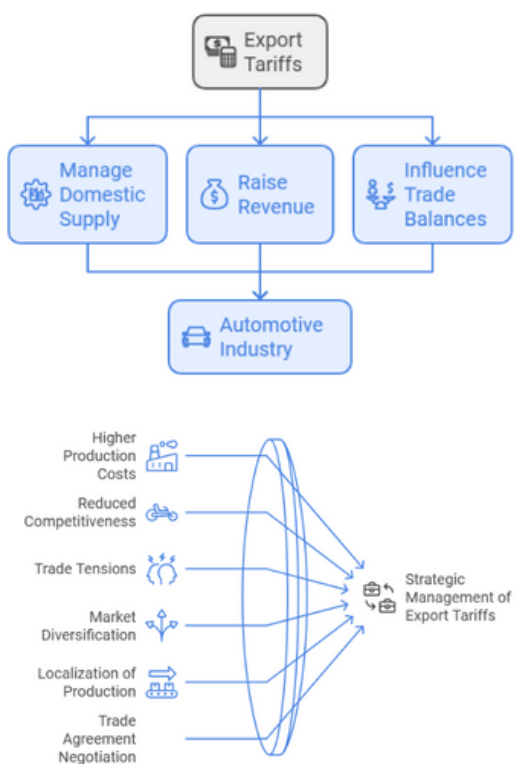 Export
Tariffs
Manage
Domestic
Supply
Raise
Revenue
Influence
Trade
Balances
Automotive
Industry
Higher
Production
Costs
Reduced
Competitiveness
Trade Tensions
Market
Diversification
Localization of
Production
Trade
Agreement
Negotiation
Strategic
Management of
Export Tariffs